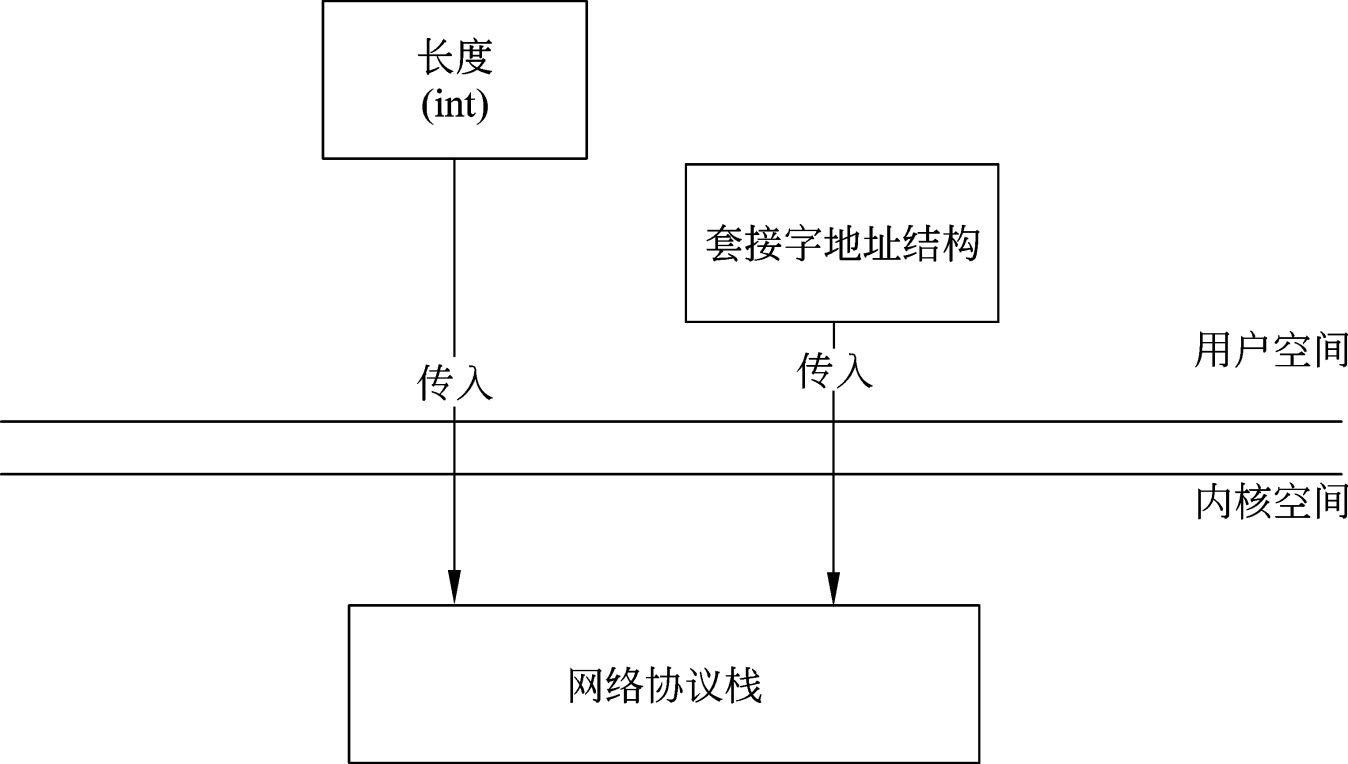 长度
(int)
套接字地址结构
用户空间
传入
传入
内核空间
网络协议栈